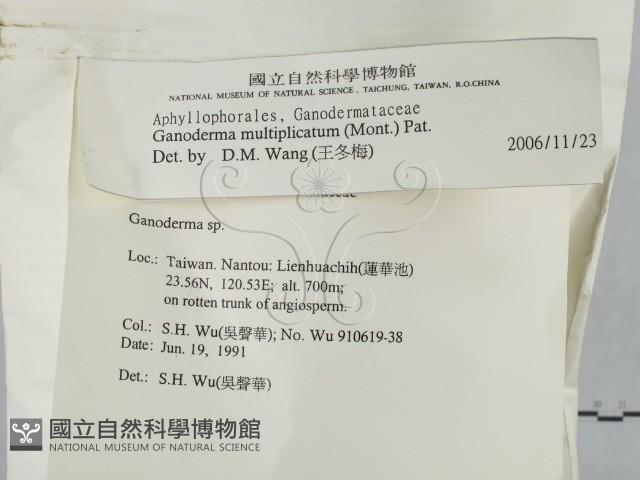 國立自然科學博物館
NATIONAL MUSEUM OF NATURAL SCIENCE, TAICHUNG, TAIWAN, R.O.CHINA
Aphyllophorales, Ganodermataceae
Ganoderma multiplicatum (Mont.) Pat.
Det. by D.M. Wang (王冬梅) 2006/11/23
Ganoderma sp.
Loc.: Taiwan. Nantou: Lienhuachih(蓮華池)
23.56N, 120.53E; alt. 700m;
on rotten trunk of angiosperm.
Col.: S.H. Wu(吳聲華); No. Wu 910619-38
Date: Jun. 19, 1991
Det.: S.H. Wu(吳聲華)
國立自然科學博物館
NATIONAL MUSEUM OF NATURAL SCIENCE